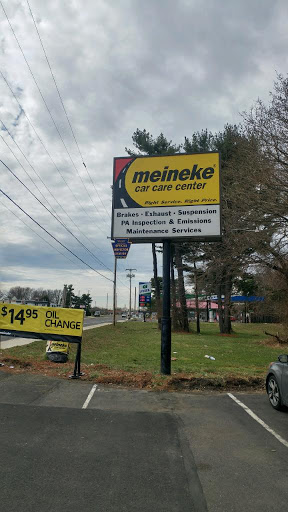 meineke
car care center
Right Service. Right Price.
Brakes - Exhaust - Suspension
PA Inspection & Emissions
Maintenance Services
$14.95 OIL
CHANGE
meineke